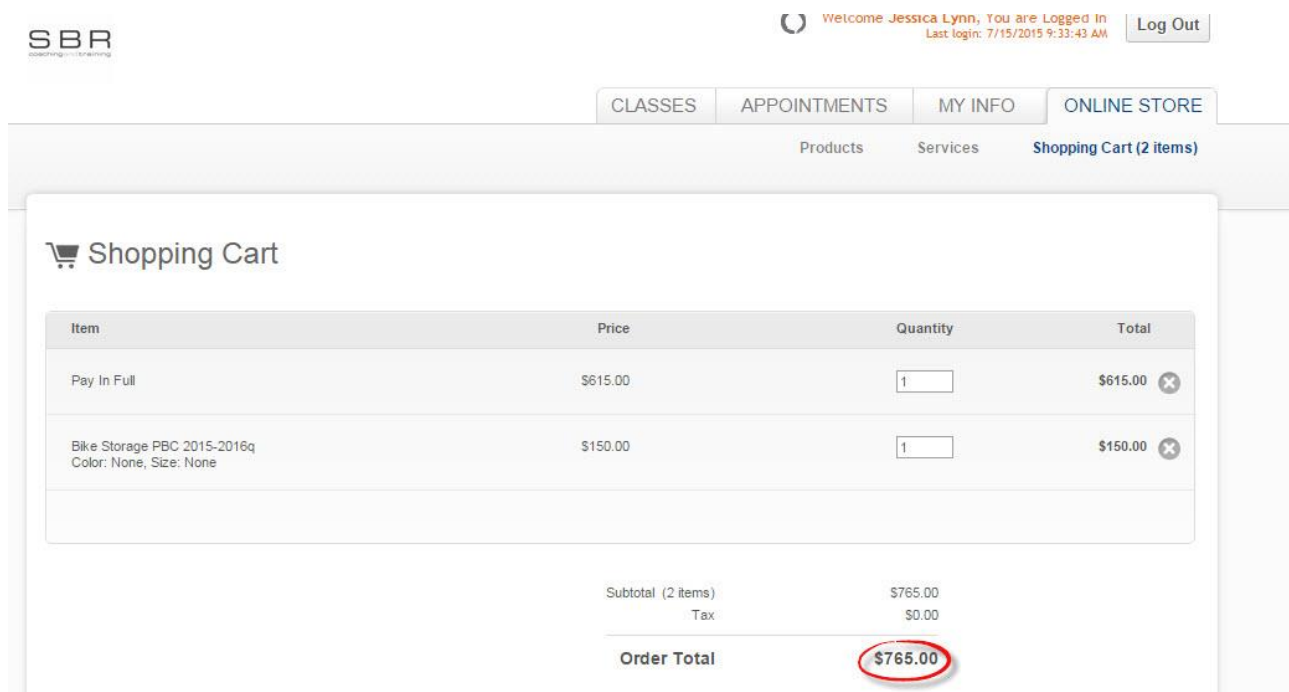 SBR
coaching and training
Welcome Jessica Lynn, You are Logged In
Last login: 7/15/2015 9:33:43 AM
Log Out
CLASSES APPOINTMENTS MY INFO ONLINE STORE
Products Services Shopping Cart (2 items)
Shopping Cart
Item Price Quantity Total
Pay In Full $615.00 1 $615.00
Bike Storage PBC 2015-2016q $150.00 1 $150.00
Color: None, Size: None
Subtotal (2 items) $765.00
Tax $0.00
Order Total $765.00